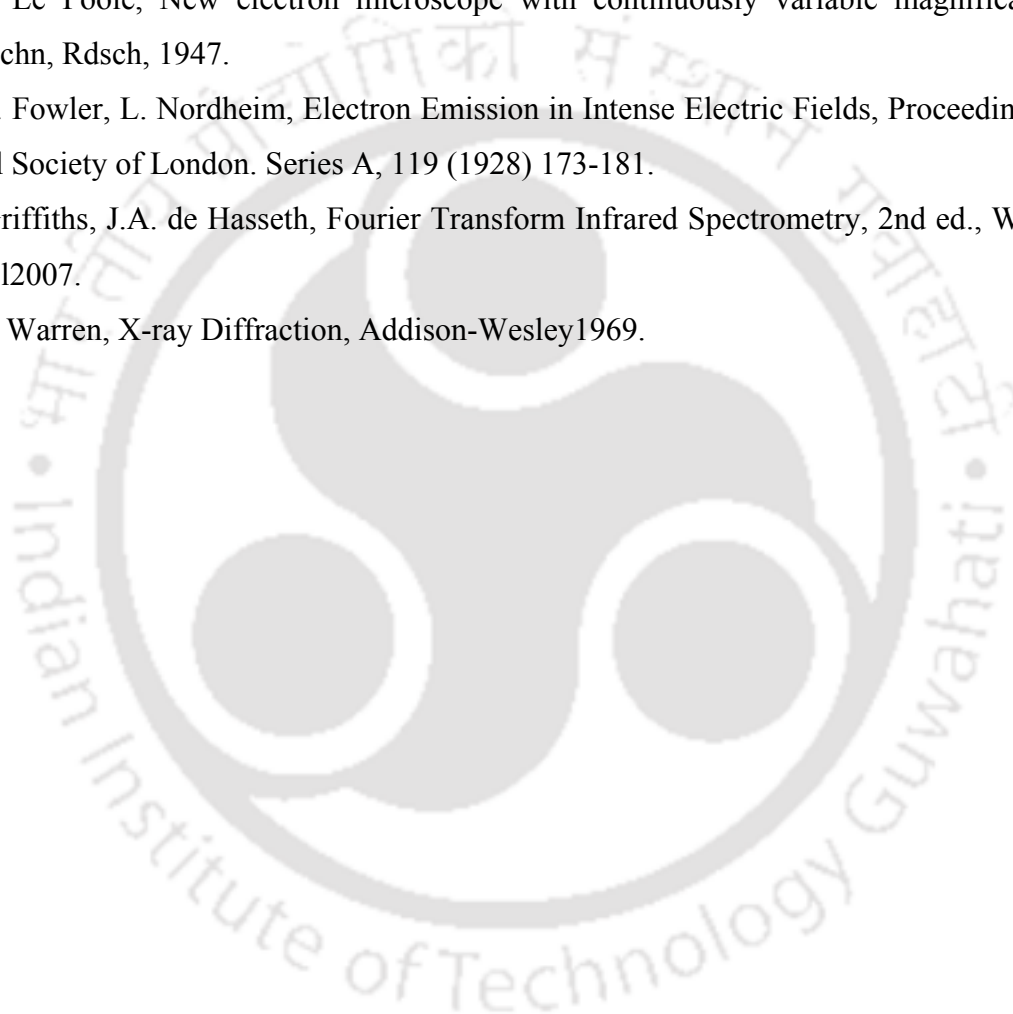 Le Poole, New electron microscope with continuously variable magnifica
chn, Rdsch, 1947.
. Fowler, L. Nordheim, Electron Emission in Intense Electric Fields, Proceedin
l Society of London. Series A, 119 (1928) 173-181.
riffiths, J.A. de Hasseth, Fourier Transform Infrared Spectrometry, 2nd ed., W
l2007.
Warren, X-ray Diffraction, Addison-Wesley1969.
भारतीय प्रौद्योगिकी संस्थान गुवाहाटी
Indian Institute of Technology Guwahati